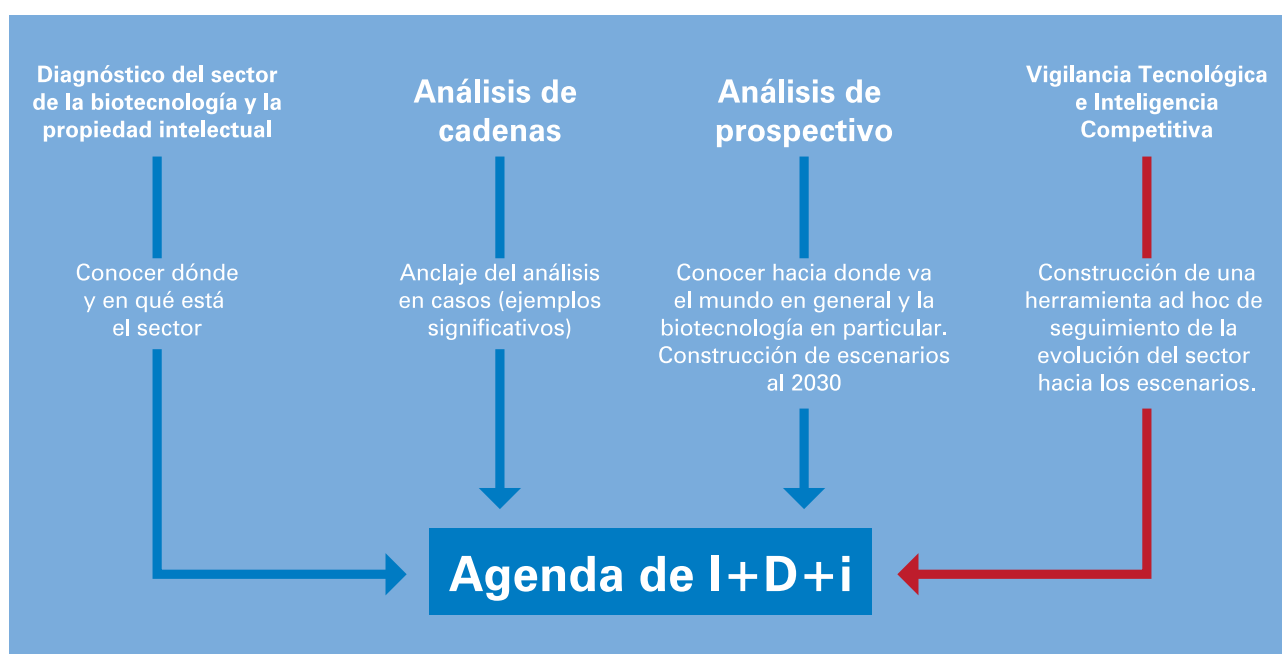 Diagnóstico del sector
de la biotecnología y la
propiedad intelectual
Conocer dónde
y en qué está
el sector
Análisis de
cadenas
Anclaje del análisis
en casos (ejemplos
significativos)
Análisis de
prospectivo
Conocer hacia donde va
el mundo en general y la
biotecnología en particular.
Construcción de escenarios
al 2030
Vigilancia Tecnológica
e Inteligencia
Competitiva
Construcción de una
herramienta ad hoc de
seguimiento de la
evolución del sector
hacia los escenarios.
Agenda de I+D+i